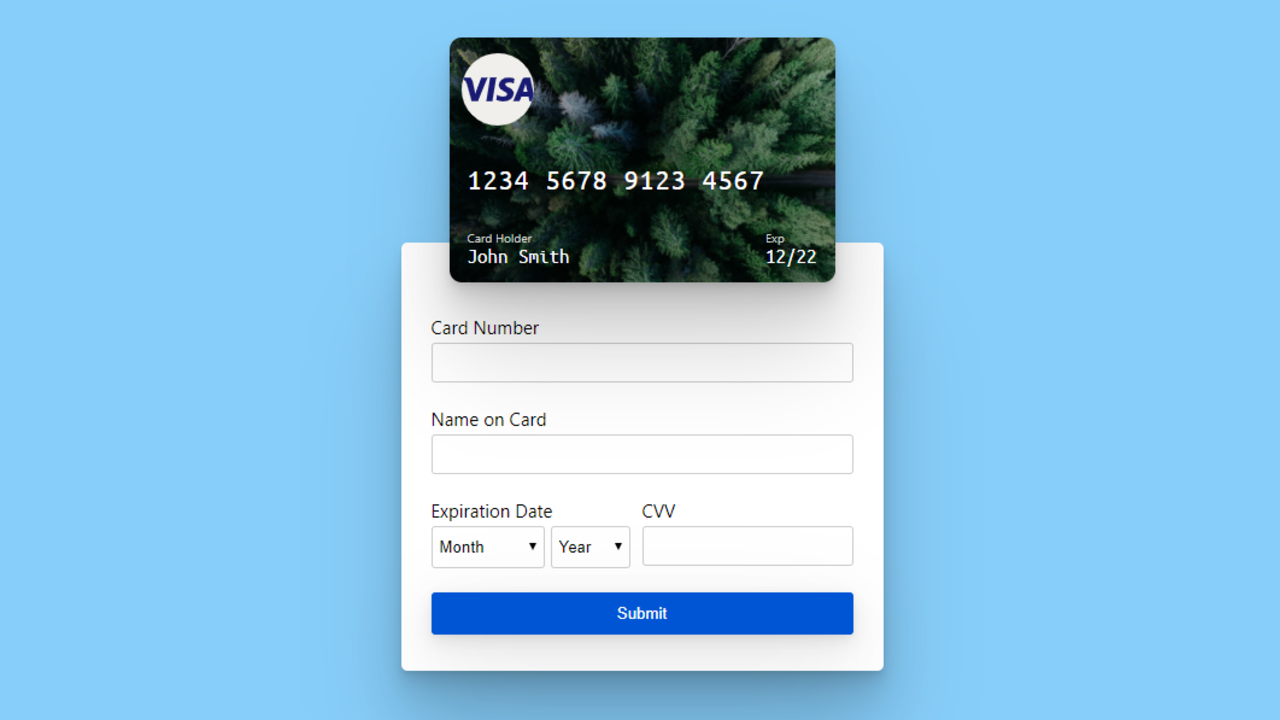 VISA
1234 5678 9123 4567
Card Holder
John Smith
Exp
12/22
Card Number
Name on Card
Expiration Date
CVV
Month
Year
Submit